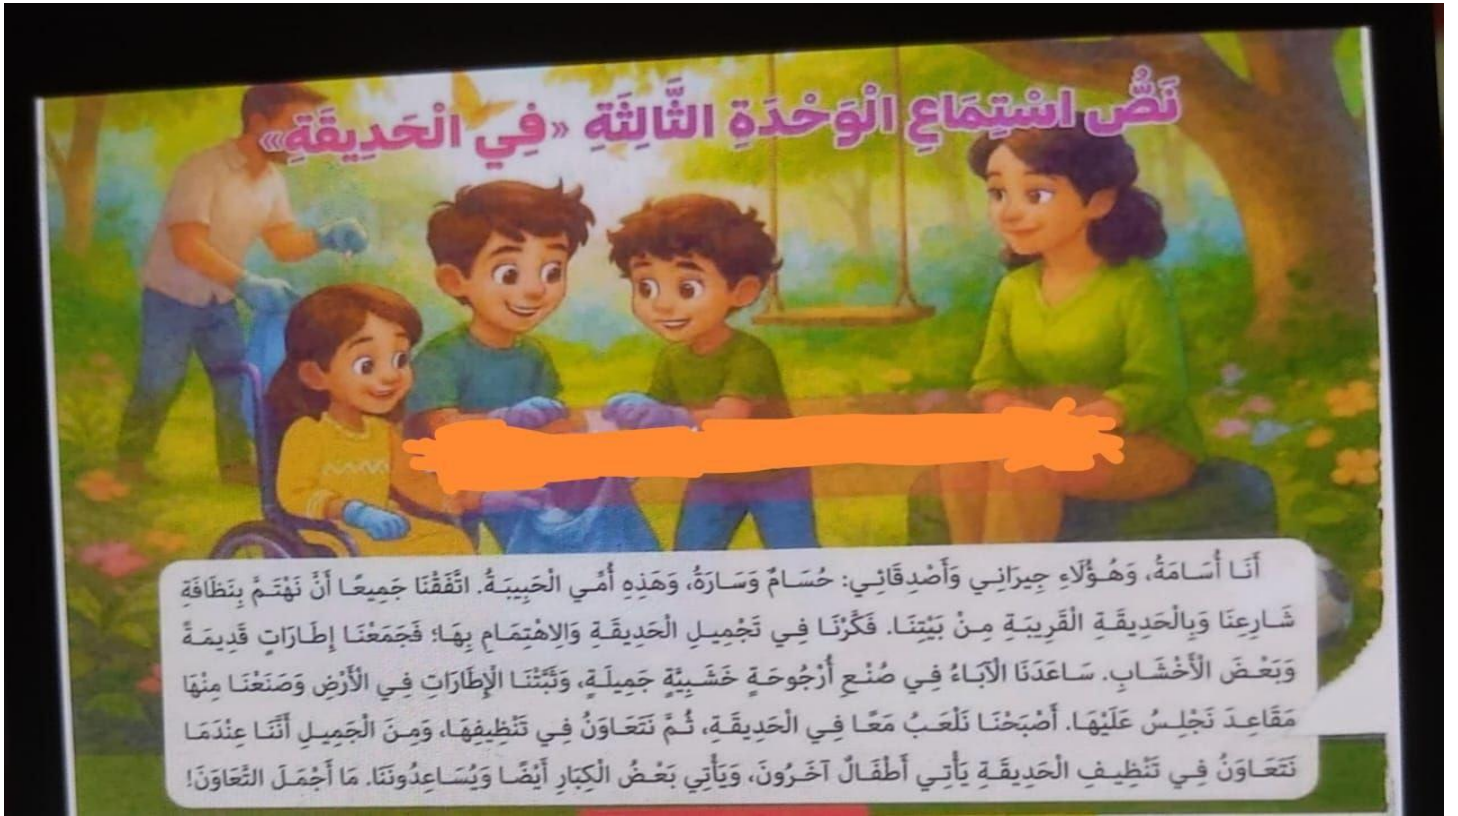 نَصُّ اسْتِمَاعِ الْوَحْدَةِ الثَّالِثَةِ «فِي الْحَدِيقَةِ»
أَنَا أُسَامَةُ، وَهُؤُلَاءِ جِيرَانِي وَأَصْدِقَائِي: حُسَامٌ وَسَارَةُ، وَهَذِهِ أُمِّي الْحَبِيبَةُ. اتَّفَقْنَا جَمِيعًا أَنْ نَهْتَمَّ بِنَظَافَةِ
شَارِعِنَا وَبِالْحَدِيقَةِ الْقَرِيبَةِ مِنْ بَيْتِنَا. فَكَّرْنَا فِي تَجْمِيلِ الْحَدِيقَةِ وَالِاهْتِمَامِ بِهَا؛ فَجَمَعْنَا إِطَارَاتٍ قَدِيمَةً
وَبَعْضَ الْأَخْشَابِ. سَاعَدَنَا الْآبَاءُ فِي صُنْعِ أُرْجُوحَةٍ خَشَبِيَّةٍ جَمِيلَةٍ، وَثَبَّتْنَا الْإِطَارَاتِ فِي الْأَرْضِ وَصَنَعْنَا مِنْهَا
مَقَاعِدَ نَجْلِسُ عَلَيْهَا. أَصْبَحْنَا نَلْعَبُ مَعًا فِي الْحَدِيقَةِ، ثُمَّ نَتَعَاوَنُ فِي تَنْظِيفِهَا، وَمِنَ الْجَمِيلِ أَنَّنَا عِنْدَمَا
نَتَعَاوَنُ فِي تَنْظِيفِ الْحَدِيقَةِ يَأْتِي أَطْفَالٌ آخَرُونَ، وَيَأْتِي بَعْضُ الْكِبَارِ أَيْضًا وَيُسَاعِدُونَنَا. مَا أَجْمَلَ التَّعَاوَنَ!